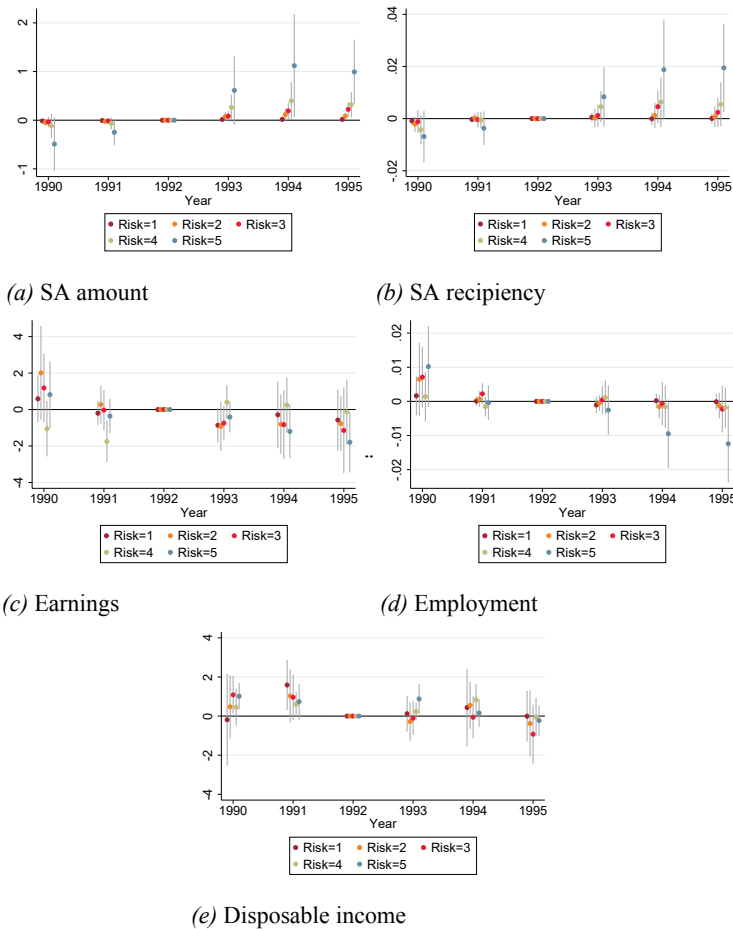 2
1
0
-1
1990 1991 1992 1993 1994 1995
Year
Risk=1 Risk=2 Risk=3
Risk=4 Risk=5
(a) SA amount
.04
.02
0
-.02
1990 1991 1992 1993 1994 1995
Year
Risk=1 Risk=2 Risk=3
Risk=4 Risk=5
(b) SA recipiency
4
2
0
-2
-4
1990 1991 1992 1993 1994 1995
Year
Risk=1 Risk=2 Risk=3
Risk=4 Risk=5
(c) Earnings
.02
.01
0
-.01
-.02
1990 1991 1992 1993 1994 1995
Year
Risk=1 Risk=2 Risk=3
Risk=4 Risk=5
(d) Employment
4
2
0
-2
-4
1990 1991 1992 1993 1994 1995
Year
Risk=1 Risk=2 Risk=3
Risk=4 Risk=5
(e) Disposable income